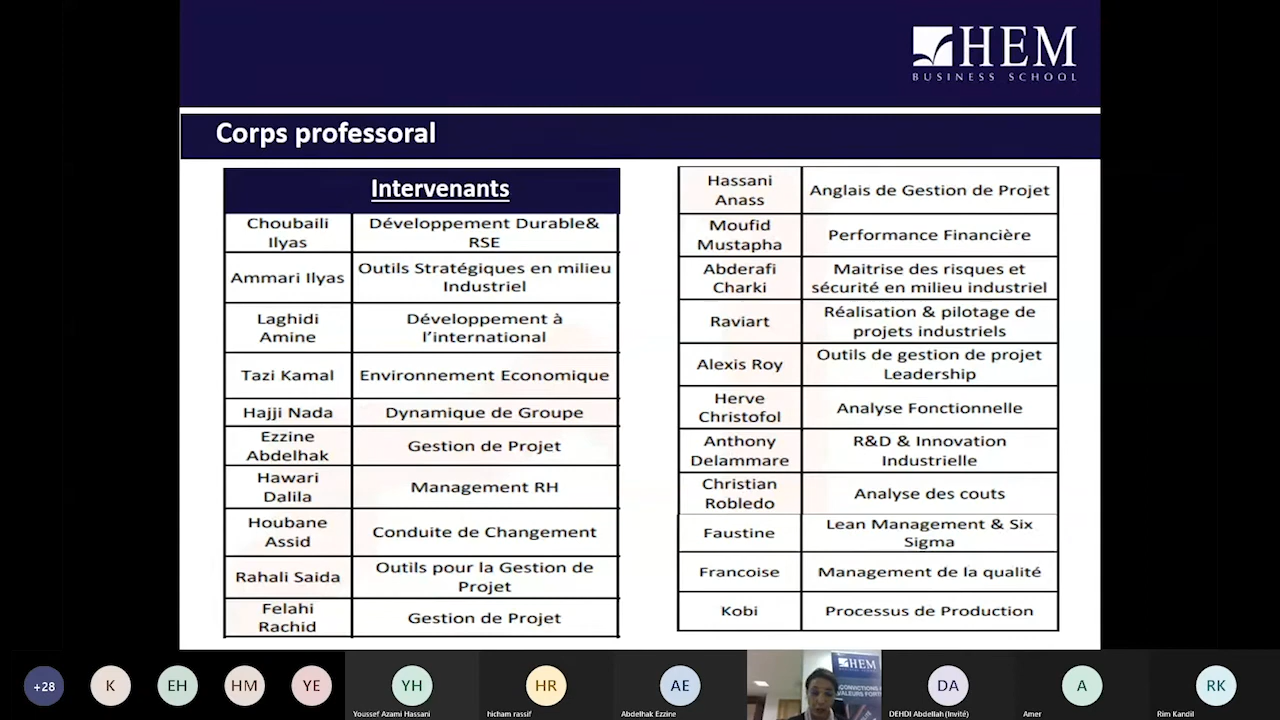 HEM
BUSINESS SCHOOL
Corps professoral
Intervenants
Choubaili
Ilyas
Développement Durable&
RSE
Ammari Ilyas
Outils Stratégiques en milieu
Industriel
Laghidi
Amine
Développement à
l'international
Tazi Kamal
Environnement Economique
Hajji Nada
Dynamique de Groupe
Ezzine
Abdelhak
Gestion de Projet
Hawari
Dalila
Management RH
Houbane
Assid
Conduite de Changement
Rahali Saida
Outils pour la Gestion de
Projet
Felahi
Rachid
Gestion de Projet
Hassani
Anass
Anglais de Gestion de Projet
Moufid
Mustapha
Performance Financière
Abderafi
Charki
Maitrise des risques et
sécurité en milieu industriel
Raviart
Réalisation & pilotage de
projets industriels
Alexis Roy
Outils de gestion de projet
Leadership
Herve
Christofol
Analyse Fonctionnelle
Anthony
Delammare
R&D & Innovation
Industrielle
Christian
Robledo
Analyse des couts
Faustine
Lean Management & Six
Sigma
Francoise
Management de la qualité
Kobi
Processus de Production
+28
K
EH
HM
YE
YH
Youssef Azami Hassani
HR
hicham rassif
AE
Abdelhak Ezzine
HEM
CONVICTIONS
VALEURS FORT
DA
DEHDI Abdellah (Invité)
A
Amer
RK
Rim Kandil